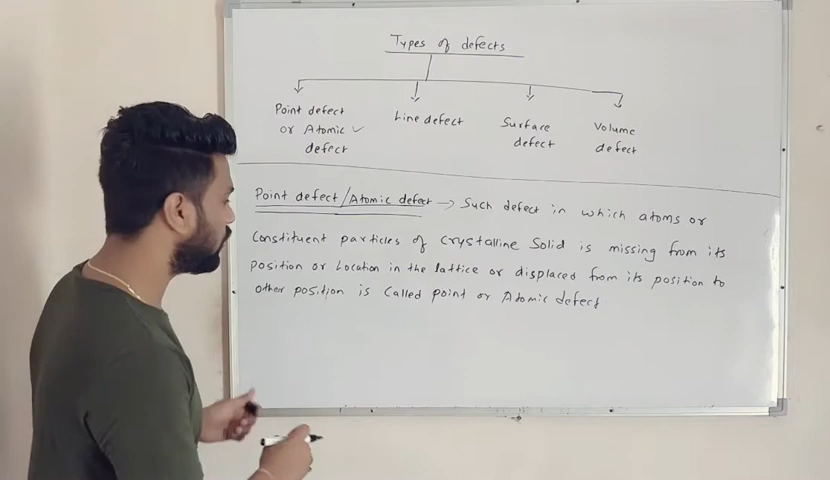 Types of defects
Point defect
or Atomic ✓
defect
Line defect
Surface
defect
Volume
defect
Point defect/Atomic defect → Such defect in which atoms or
constituent particles of crystalline Solid is missing from its
position or Location in the lattice or displaced from its position to
other position is called point or Atomic defect